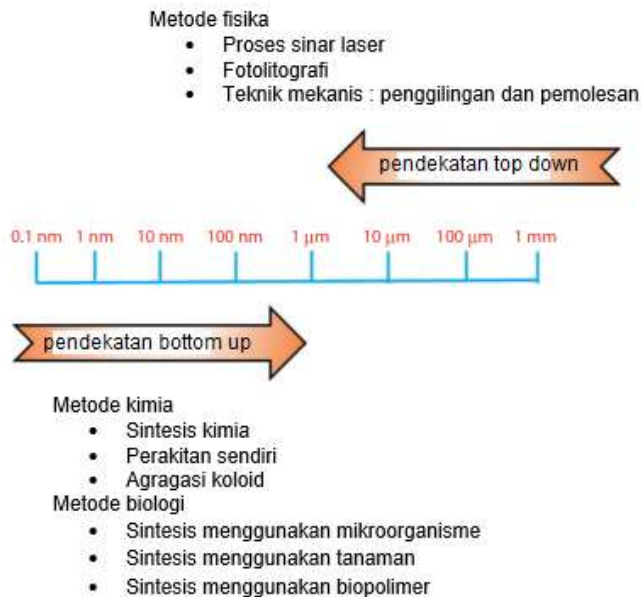 Metode fisika
• Proses sinar laser
• Fotolitografi
• Teknik mekanis : penggilingan dan pemolesan
pendekatan top down
0.1 nm 1 nm 10 nm 100 nm 1 µm 10 µm 100 µm 1 mm
pendekatan bottom up
Metode kimia
• Sintesis kimia
• Perakitan sendiri
• Agragasi koloid
Metode biologi
• Sintesis menggunakan mikroorganisme
• Sintesis menggunakan tanaman
• Sintesis menggunakan biopolimer